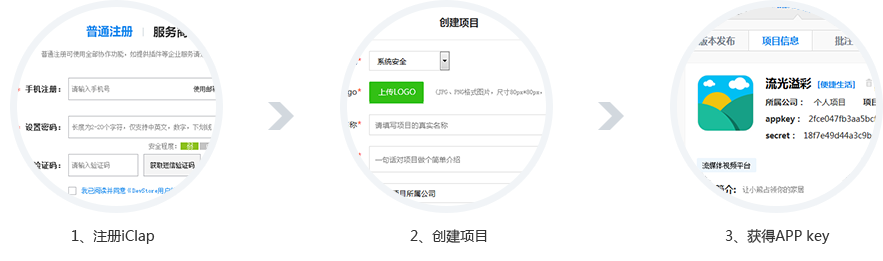 普通注册 | 服务商
普通注册可使用全部协作功能，如提供插件等企业服务请
* 手机注册： 请输入手机号 使用邮
* 设置密码： 长度为6-20个字符，仅支持中英文，数字，下划线
安全程度： 弱
验证码： 请输入验证码 获取短信验证码
我已阅读并同意《DevStore用户
1、注册iClap
创建项目
系统安全
ogo 上传LOGO (JPG、PNG格式图片，尺寸80px*80px，
称* 请填写项目的真实名称
一句话对项目做个简单介绍
项目所属公司
2、创建项目
版本发布 项目信息 批注
流光溢彩 [便捷生活]
所属公司： 个人项目 项目
appkey： 2fce047fb3aa5bcf
secret： 18f7e49d44a3c9b
流媒体视频平台
简介： 让小熊占领你的家居
3、获得APP key